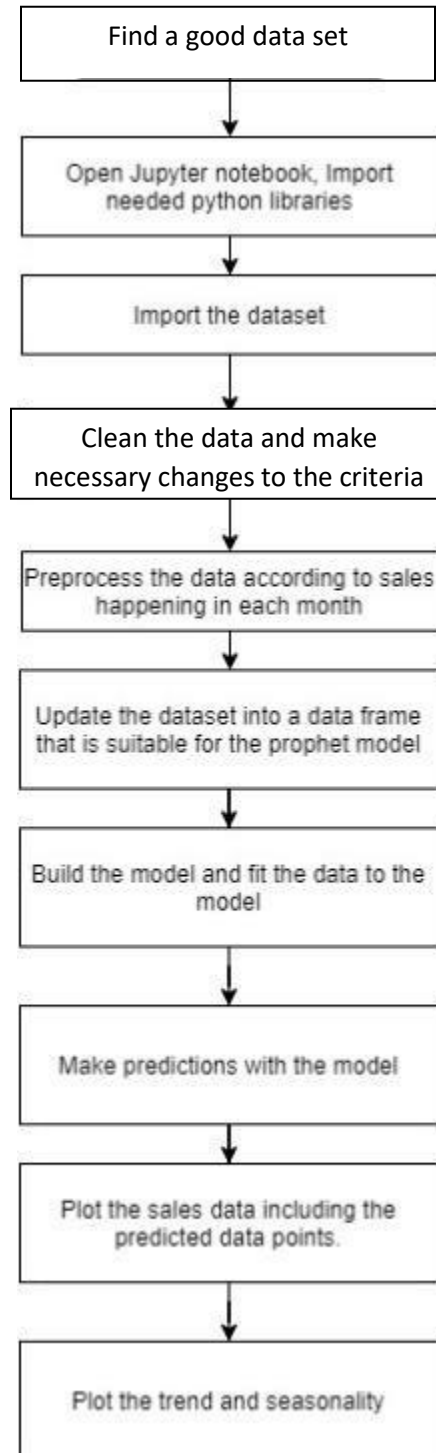 Find a good data set
Open Jupyter notebook, Import
needed python libraries
Import the dataset
Clean the data and make
necessary changes to the criteria
Preprocess the data according to sales
happening in each month
Update the dataset into a data frame
that is suitable for the prophet model
Build the model and fit the data to the
model
Make predictions with the model
Plot the sales data including the
predicted data points.
Plot the trend and seasonality